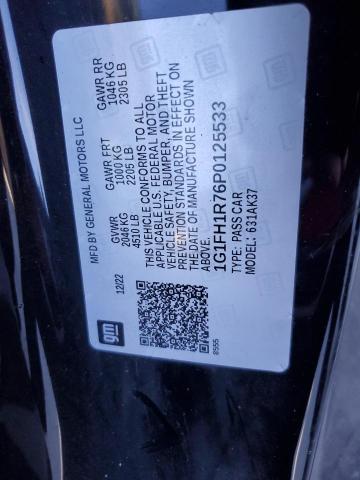 MFD BY GENERAL MOTORS LLC
12/22
GVWR
2046 KG
4510 LB
GAWR FRT
1000 KG
2205 LB
GAWR RR
1046 KG
2305 LB
THIS VEHICLE CONFORMS TO ALL
APPLICABLE U.S. FEDERAL MOTOR
VEHICLE SAFETY, BUMPER, AND THEFT
PREVENTION STANDARDS IN EFFECT ON
THE DATE OF MANUFACTURE SHOWN
ABOVE.
1G1FH1R76P0125533
TYPE: PASS CAR
MODEL: 631AK37
gm
8555